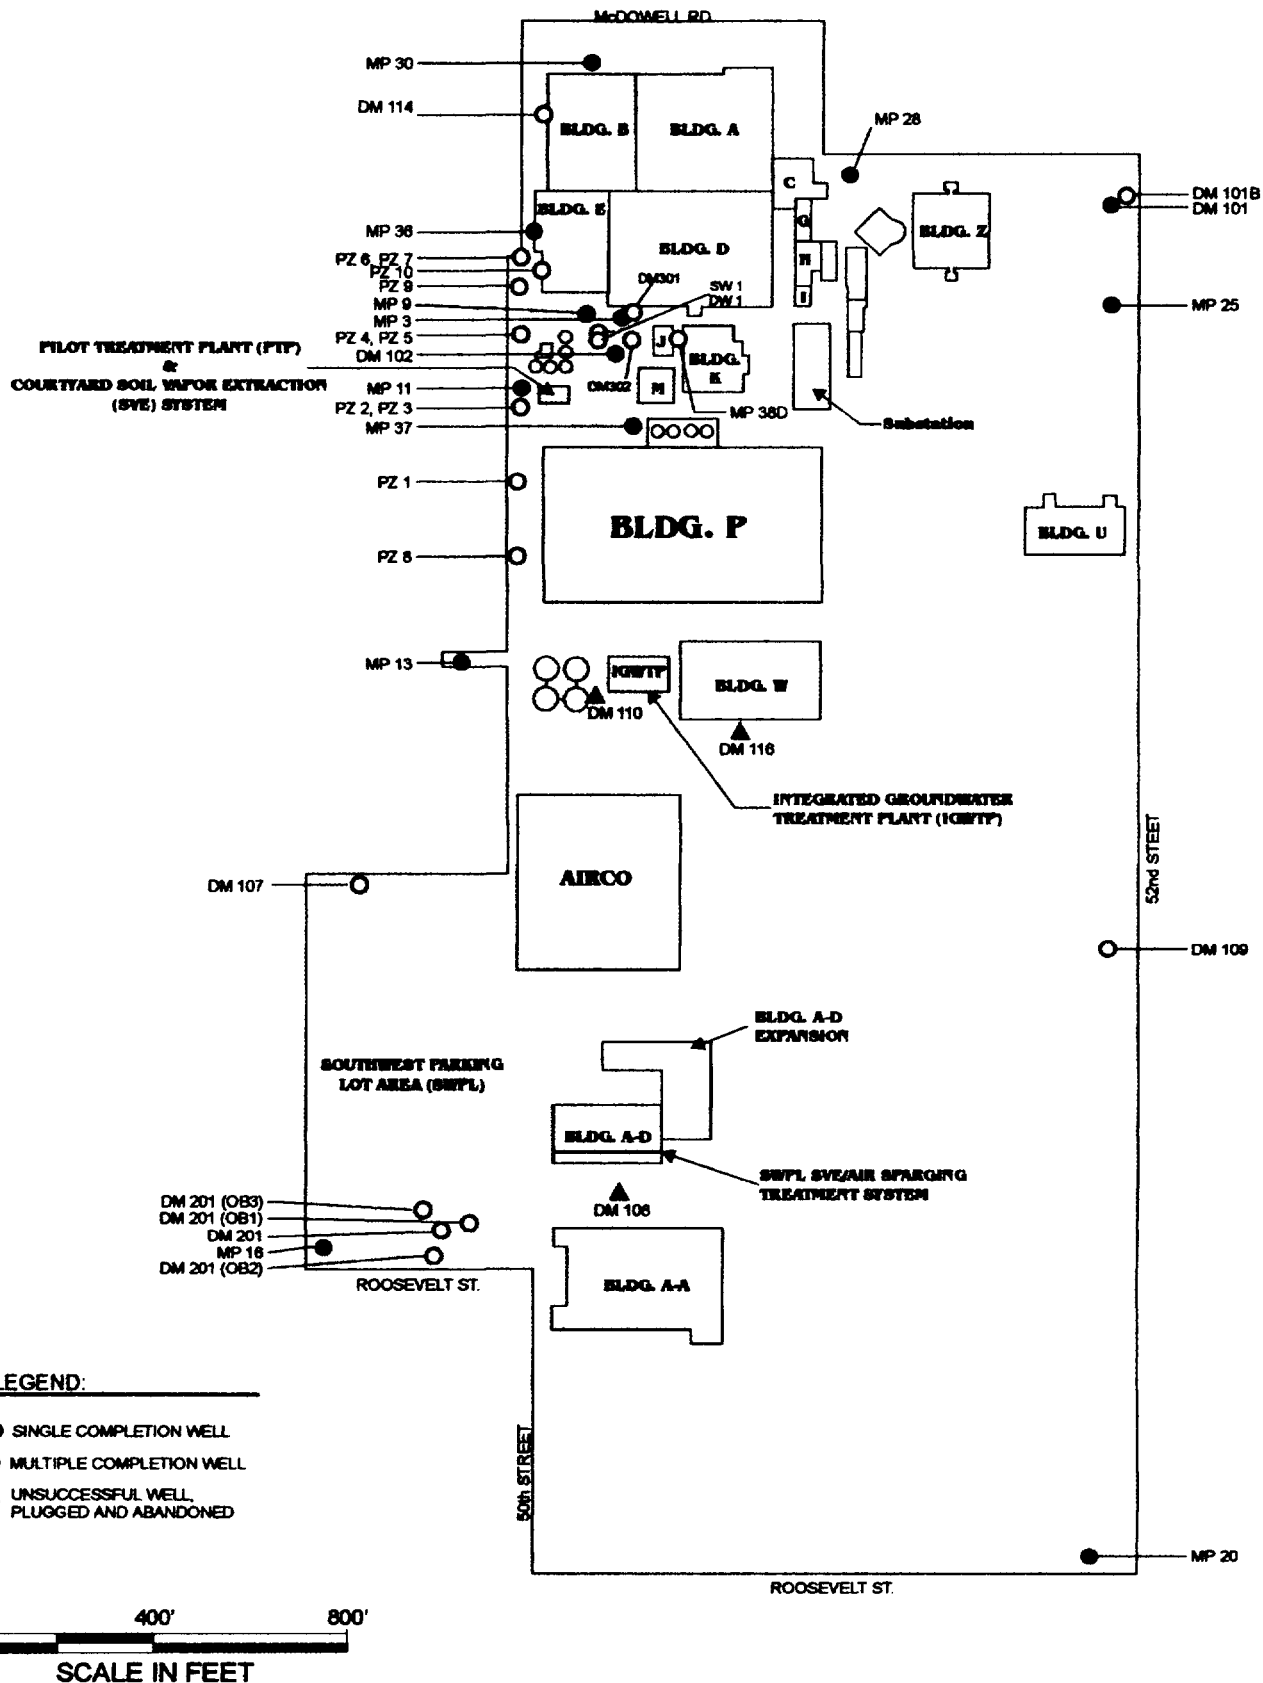 McDOWELL RD.
MP 30
DM 114
BLDG. B
BLDG. A
MP 28
C
DM 101B
DM 101
BLDG. E
G
BLDG. Z
MP 36
BLDG. D
PZ 6, PZ 7
H
PZ 10
DM301
PZ 9
SW 1
DW 1
I
MP 9
MP 25
MP 3
PZ 4, PZ 5
J
PILOT TREATMENT PLANT (PTP)
&
COURTYARD SOIL VAPOR EXTRACTION
(SVE) SYSTEM
DM 102
BLDG.
K
DM302
M
MP 11
PZ 2, PZ 3
MP 38D
MP 37
Substation
PZ 1
BLDG. P
BLDG. U
PZ 8
MP 13
IGWTP
BLDG. W
DM 110
DM 116
INTEGRATED GROUNDWATER
TREATMENT PLANT (IGWTP)
52nd STEET
AIRCO
DM 107
DM 109
BLDG. A-D
EXPANSION
SOUTHWEST PARKING
LOT AREA (SWPL)
BLDG. A-D
SWPL SVE/AIR SPARGING
TREATMENT SYSTEM
DM 201 (OB3)
DM 201 (OB1)
DM 201
MP 16
DM 201 (OB2)
DM 108
ROOSEVELT ST.
BLDG. A-A
LEGEND:
SINGLE COMPLETION WELL
MULTIPLE COMPLETION WELL
UNSUCCESSFUL WELL,
PLUGGED AND ABANDONED
50th STREET
MP 20
ROOSEVELT ST.
400'
800'
SCALE IN FEET